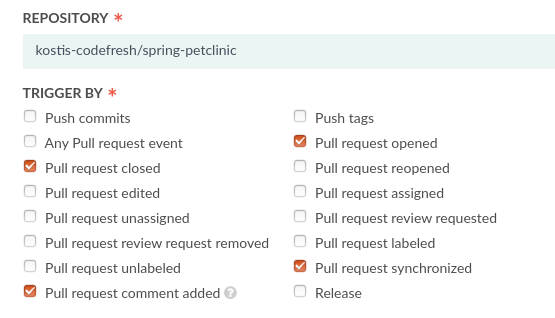 REPOSITORY *
kostis-codefresh/spring-petclinic
TRIGGER BY *
Push commits
Push tags
Any Pull request event
Pull request opened
Pull request closed
Pull request reopened
Pull request edited
Pull request assigned
Pull request unassigned
Pull request review requested
Pull request review request removed
Pull request labeled
Pull request unlabeled
Pull request synchronized
Pull request comment added ?
Release